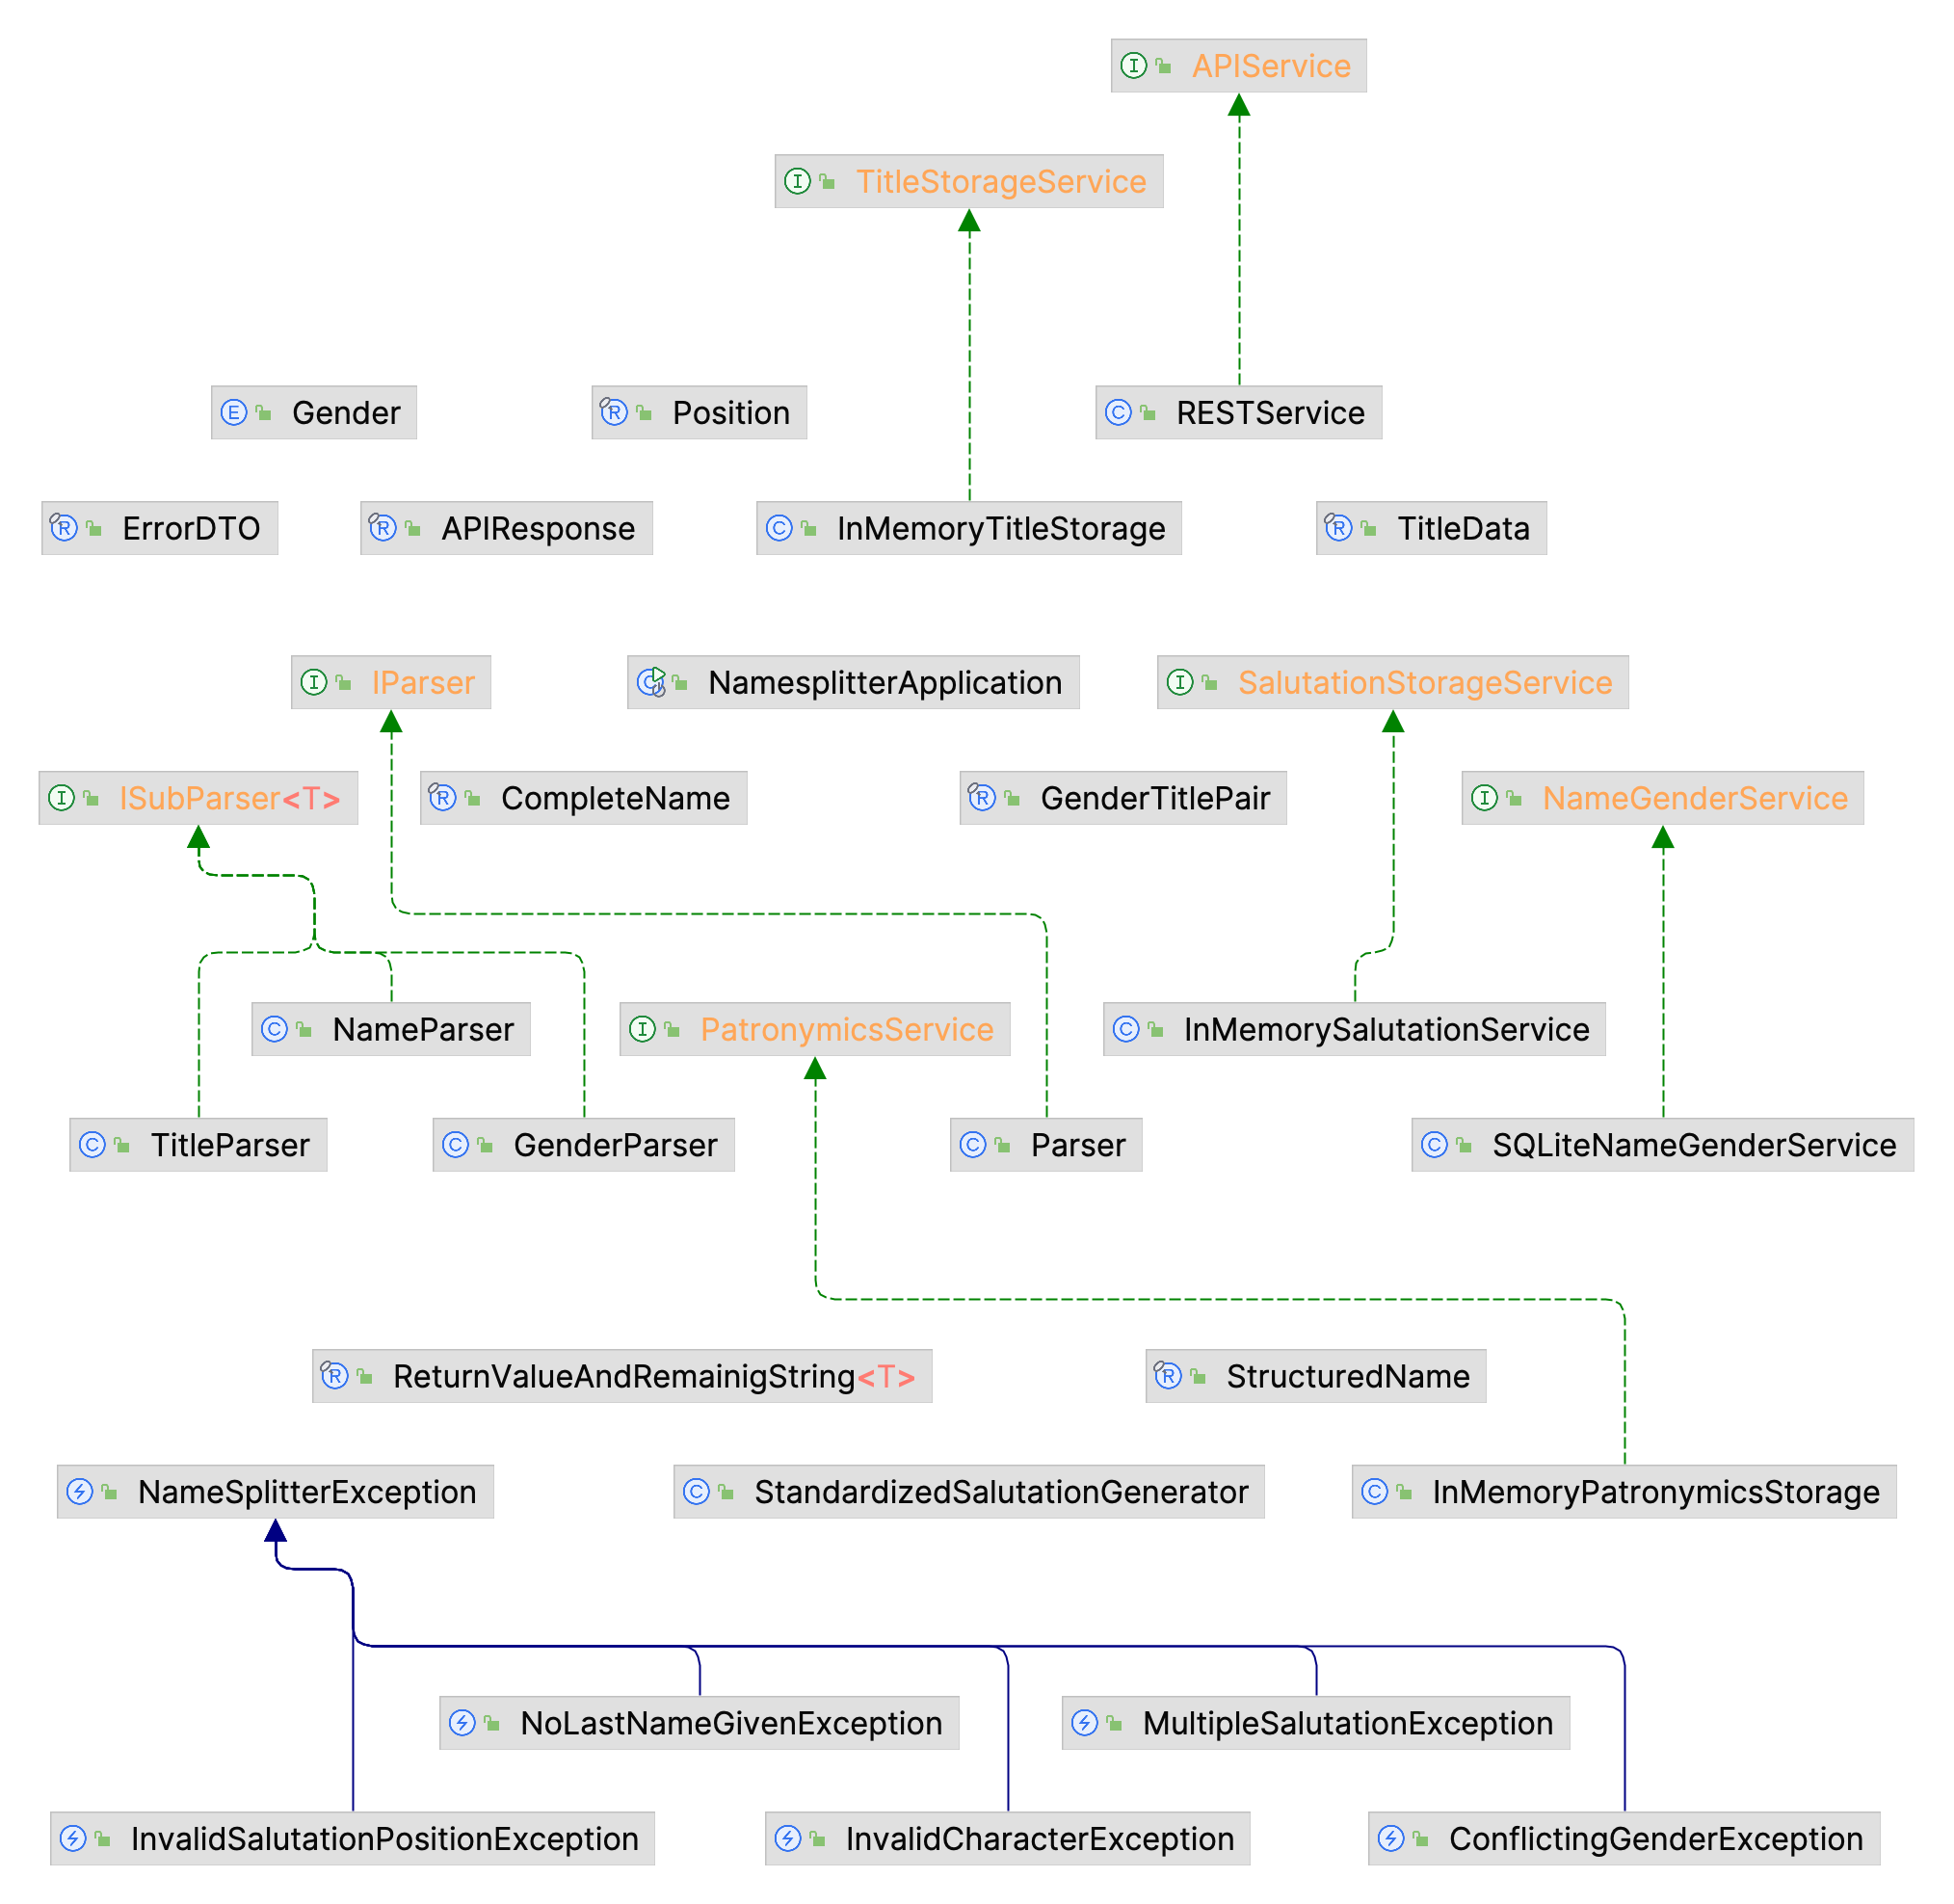 I APIService
I TitleStorageService
E Gender
R Position
C RESTService
R ErrorDTO
R APIResponse
C InMemoryTitleStorage
R TitleData
I IParser
C NamesplitterApplication
I SalutationStorageService
I ISubParser<T>
R CompleteName
R GenderTitlePair
I NameGenderService
C NameParser
I PatronymicsService
C InMemorySalutationService
C TitleParser
C GenderParser
C Parser
C SQLiteNameGenderService
R ReturnValueAndRemainigString<T>
R StructuredName
NameSplitterException
C StandardizedSalutationGenerator
C InMemoryPatronymicsStorage
NoLastNameGivenException
MultipleSalutationException
InvalidSalutationPositionException
InvalidCharacterException
ConflictingGenderException